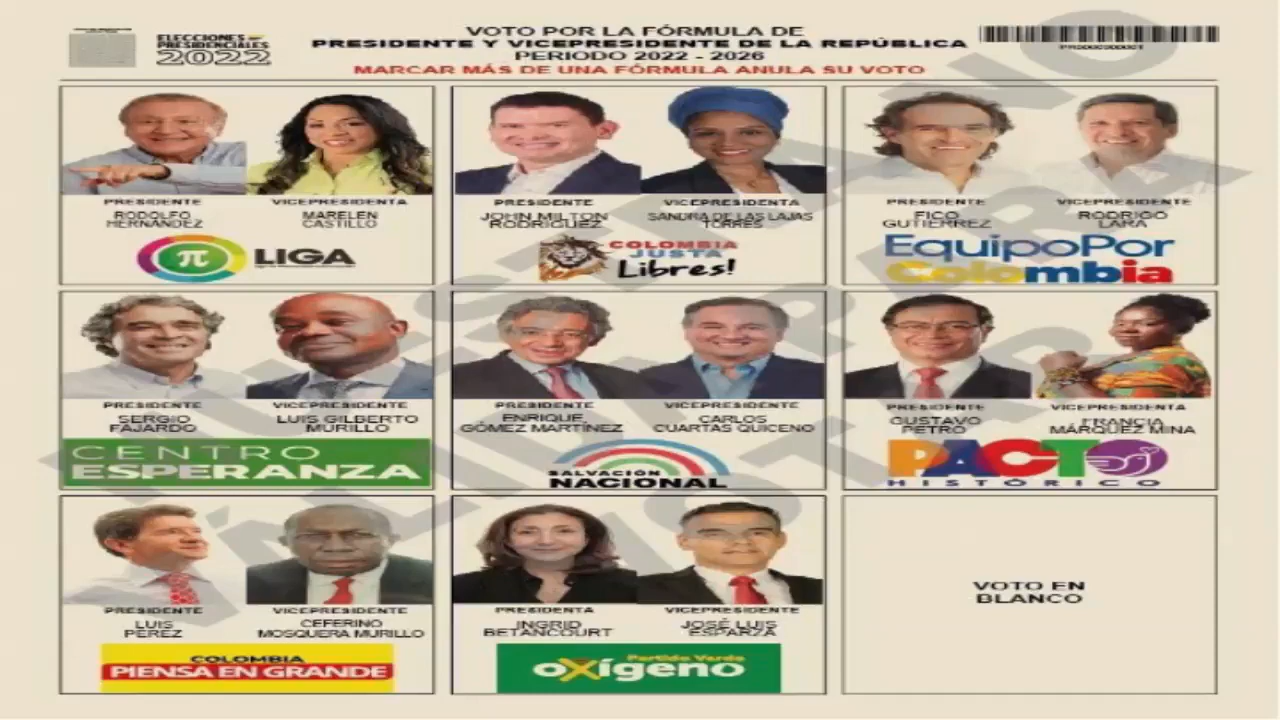 ELECCIONES
PRESIDENCIALES
2022
VOTO POR LA FÓRMULA DE
PRESIDENTE Y VICEPRESIDENTE DE LA REPÚBLICA
PERIODO 2022 - 2026
MARCAR MÁS DE UNA FÓRMULA ANULA SU VOTO
PRESIDENTE VICEPRESIDENTA
RODOLFO HERNÁNDEZ MARELEN CASTILLO
π LIGA
PRESIDENTE VICEPRESIDENTA
JOHN MILTON RODRÍGUEZ SANDRA DE LAS LAJAS TORRES
COLOMBIA
JUSTA
Libres!
PRESIDENTE VICEPRESIDENTE
FICO GUTIÉRREZ RODRIGO LARA
EquipoPor
Colombia
PRESIDENTE VICEPRESIDENTE
SERGIO FAJARDO LUIS GILBERTO MURILLO
CENTRO
ESPERANZA
PRESIDENTE VICEPRESIDENTE
ENRIQUE GÓMEZ MARTÍNEZ CARLOS CUARTAS QUICENO
SALVACIÓN
NACIONAL
PRESIDENTE VICEPRESIDENTA
GUSTAVO PETRO FRANCIA MÁRQUEZ MINA
PACTO
HISTÓRICO
PRESIDENTE VICEPRESIDENTE
LUIS PÉREZ CEFERINO MOSQUERA MURILLO
COLOMBIA
PIENSA EN GRANDE
PRESIDENTA VICEPRESIDENTE
INGRID BETANCOURT JOSÉ LUIS ESPARZA
Partido Verde
oxígeno
VOTO EN
BLANCO